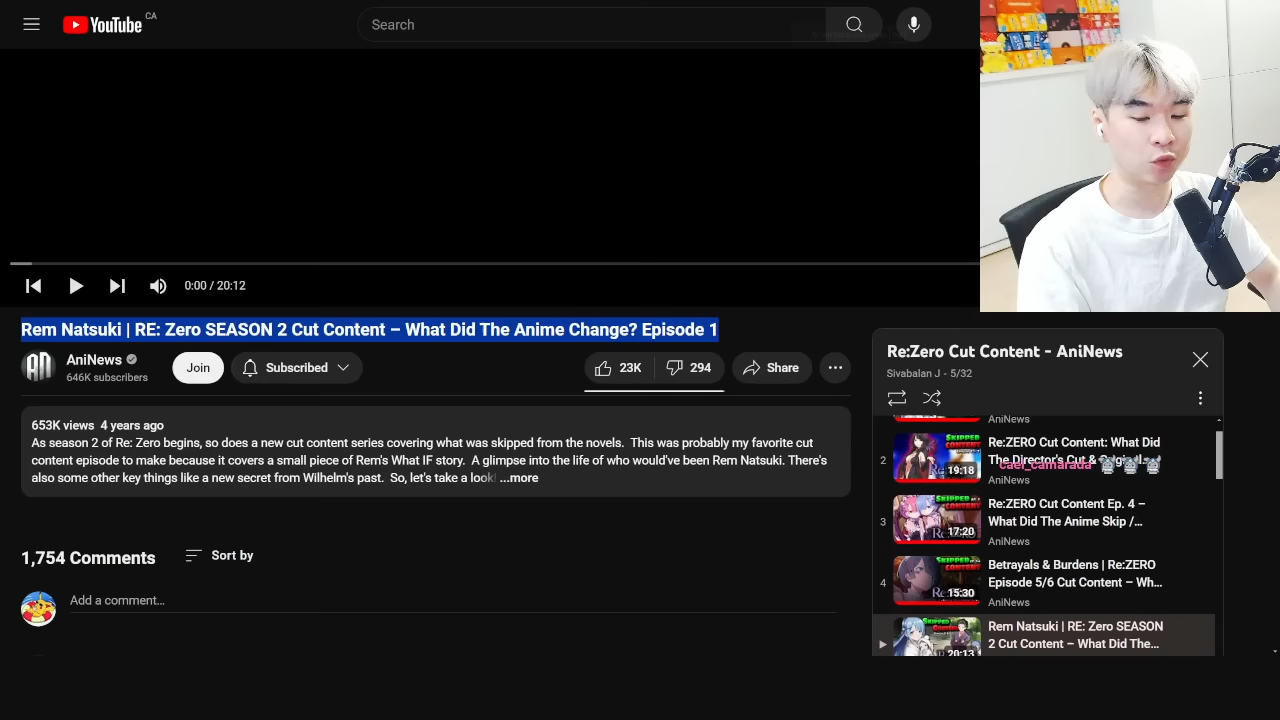 YouTube CA
Search
0:00 / 20:12
Rem Natsuki | RE: Zero SEASON 2 Cut Content – What Did The Anime Change? Episode 1
AniNews
646K subscribers
Join
Subscribed
23K
294
Share
653K views 4 years ago
As season 2 of Re: Zero begins, so does a new cut content series covering what was skipped from the novels. This was probably my favorite cut
content episode to make because it covered a small piece of Rem's What IF story. A glimpse into the life of who would've been Rem Natsuki. There's
also some other key things like a new secret from Wilhelm's past. So, let's take a look! ...more
1,754 Comments
Sort by
Add a comment...
Re:Zero Cut Content - AniNews
Sivabalan J - 5/32
AniNews
2
19:18
Re:ZERO Cut Content: What Did
The Director's Cut &
cael_camarada
AniNews
3
17:20
Re:ZERO Cut Content Ep. 4 –
What Did The Anime Skip /...
AniNews
4
15:30
Betrayals & Burdens | Re:ZERO
Episode 5/6 Cut Content – Wh...
AniNews
20:13
Rem Natsuki | RE: Zero SEASON
2 Cut Content – What Did The...